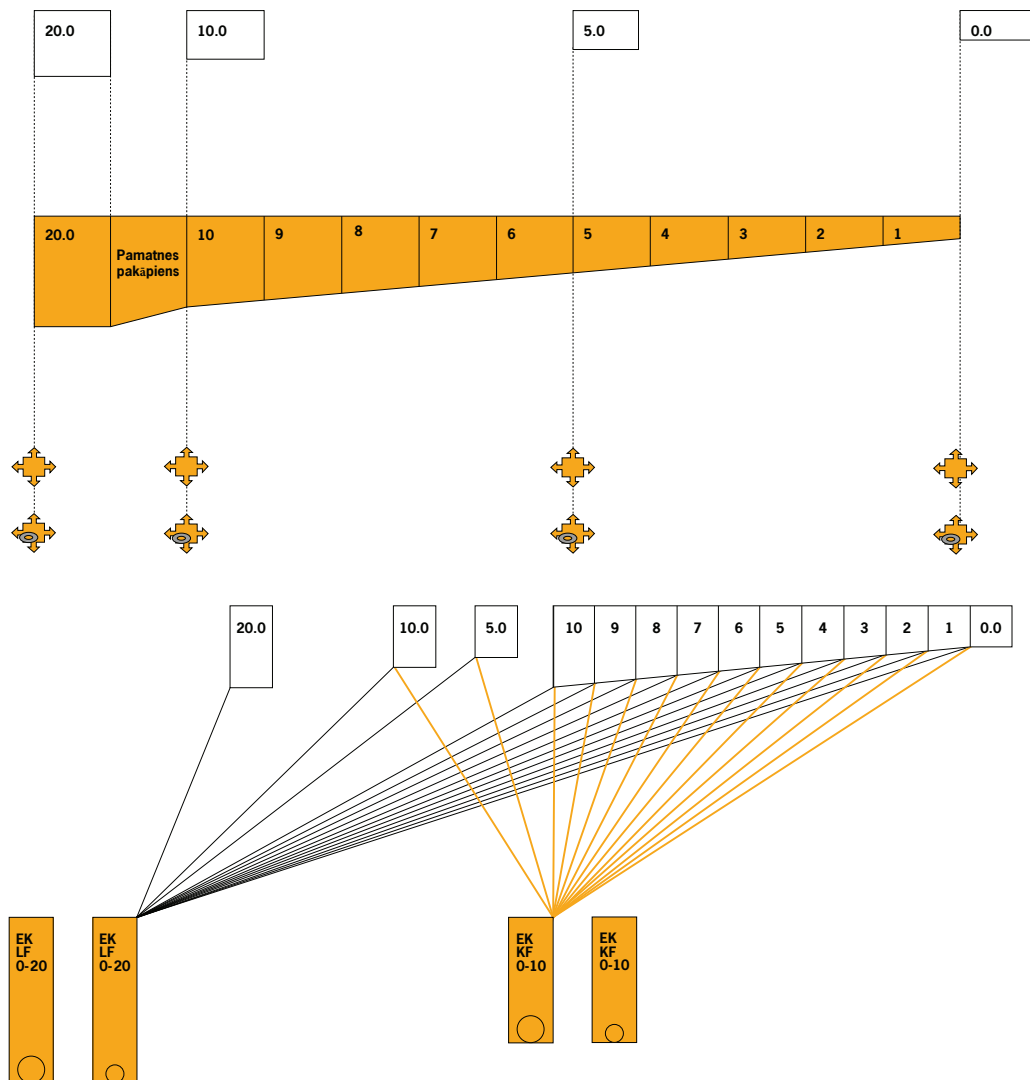 20.0 10.0 5.0 0.0
20.0 10 9 8 7 6 5 4 3 2 1
Pamatnes
pakāpiens
20.0 10.0 5.0 10 9 8 7 6 5 4 3 2 1 0.0
EK
LF
0-20
EK
LF
0-20
EK
KF
0-10
EK
KF
0-10